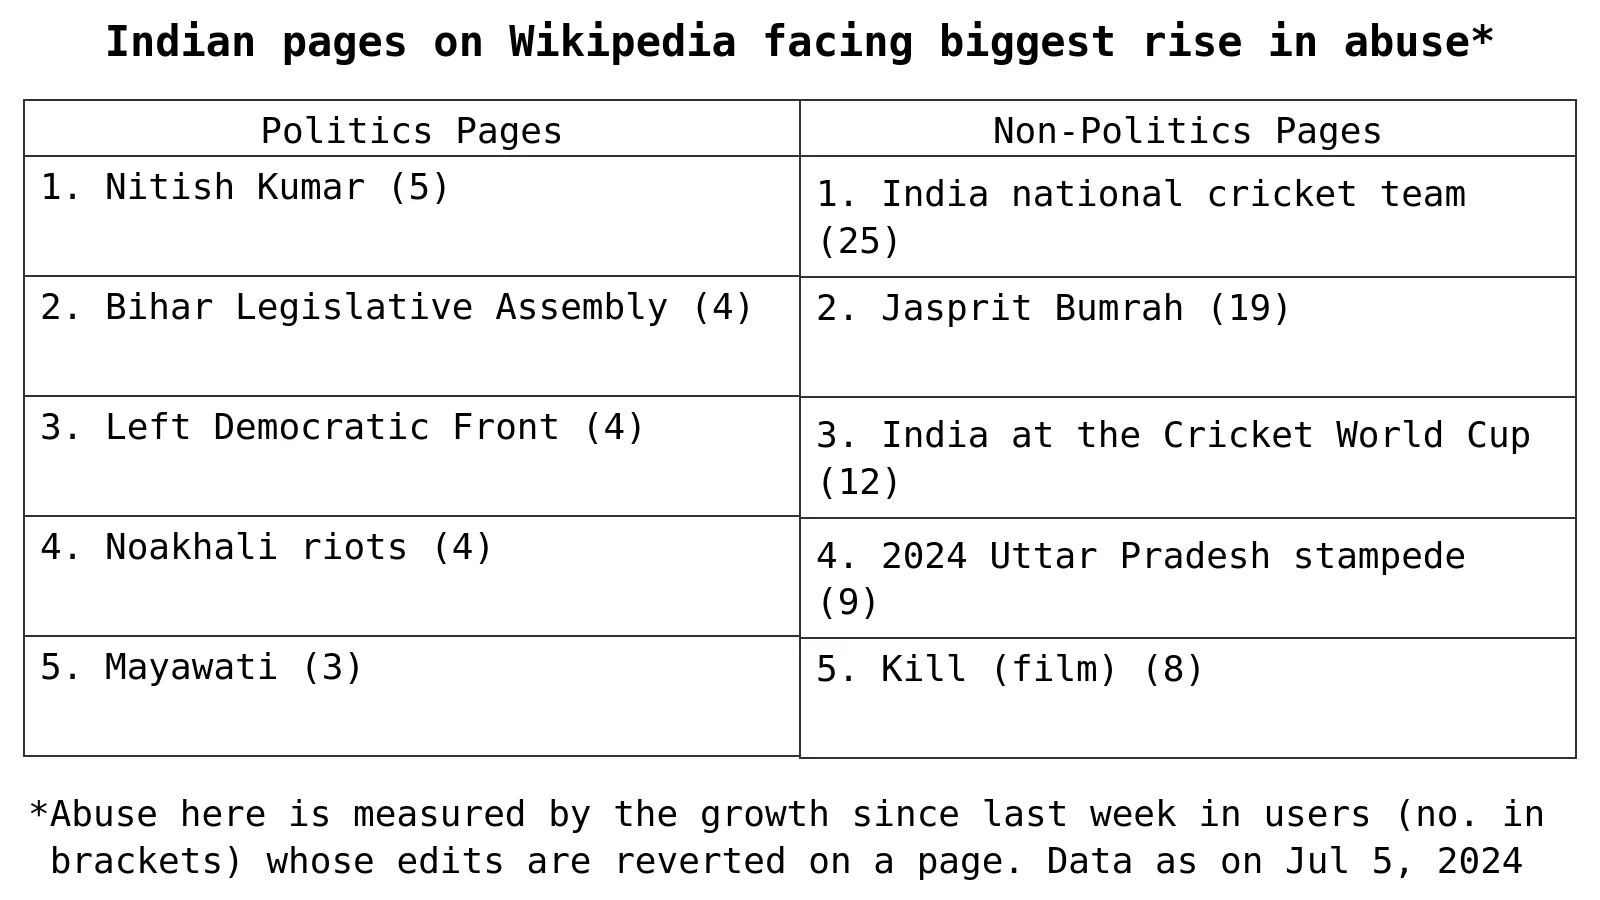 Indian pages on Wikipedia facing biggest rise in abuse*
Politics Pages
1. Nitish Kumar (5)
2. Bihar Legislative Assembly (4)
3. Left Democratic Front (4)
4. Noakhali riots (4)
5. Mayawati (3)
Non-Politics Pages
1. India national cricket team
(25)
2. Jasprit Bumrah (19)
3. India at the Cricket World Cup
(12)
4. 2024 Uttar Pradesh stampede
(9)
5. Kill (film) (8)
*Abuse here is measured by the growth since last week in users (no. in
brackets) whose edits are reverted on a page. Data as on Jul 5, 2024